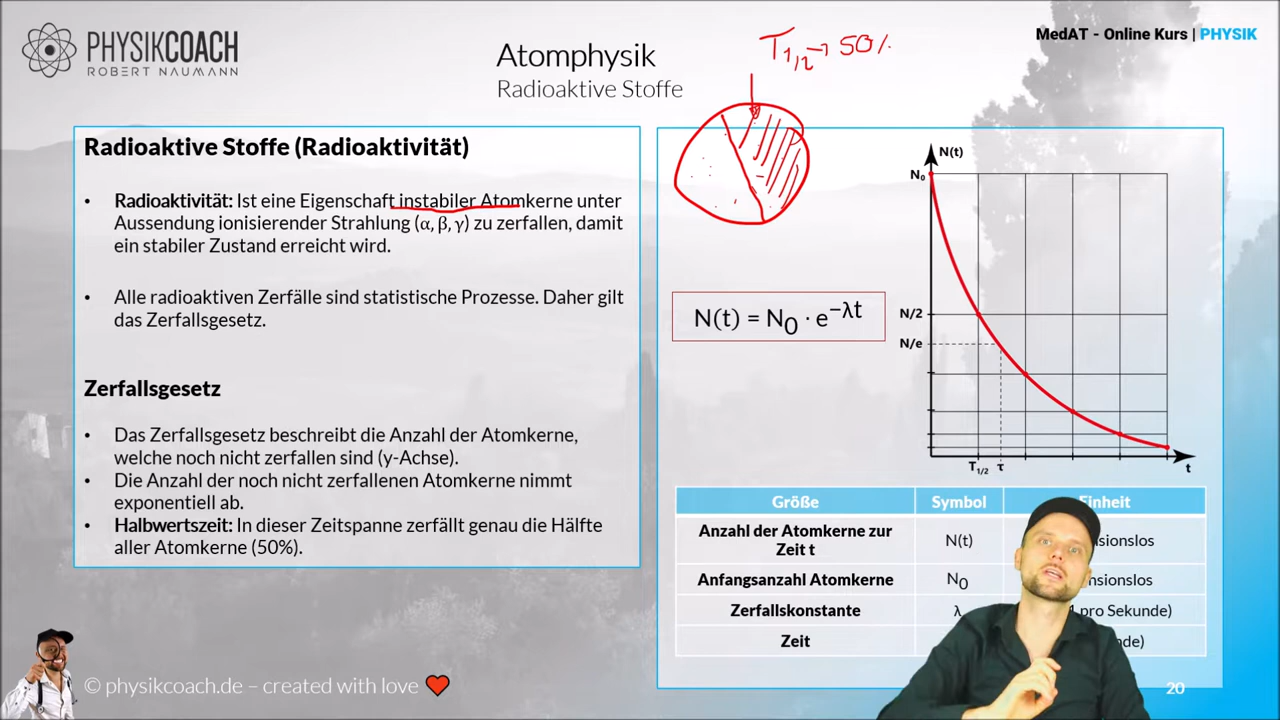 PHYSIKCOACH
ROBERT NAUMANN
Atomphysik
Radioaktive Stoffe
T1/2 → 50%
MedAT - Online Kurs | PHYSIK
Radioaktive Stoffe (Radioaktivität)
• Radioaktivität: Ist eine Eigenschaft instabiler Atomkerne unter
Aussendung ionisierender Strahlung (α, β, γ) zu zerfallen, damit
ein stabiler Zustand erreicht wird.
• Alle radioaktiven Zerfälle sind statistische Prozesse. Daher gilt
das Zerfallsgesetz.
Zerfallsgesetz
• Das Zerfallsgesetz beschreibt die Anzahl der Atomkerne,
welche noch nicht zerfallen sind (y-Achse).
• Die Anzahl der noch nicht zerfallenen Atomkerne nimmt
exponentiell ab.
• Halbwertszeit: In dieser Zeitspanne zerfällt genau die Hälfte
aller Atomkerne (50%).
N(t) = N₀ · e^−λt
N(t)
N₀
N/2
N/e
T1/2 τ t
Größe Symbol Einheit
Anzahl der Atomkerne zur
Zeit t N(t)
Anfangsanzahl Atomkerne N₀
Zerfallskonstante λ pro Sekunde)
Zeit
© physikcoach.de – created with love ❤
20